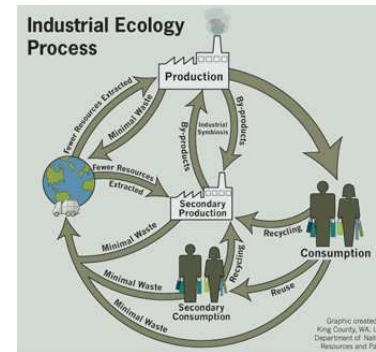 Industrial Ecology
Process
Production
Fewer Resources Extracted
Minimal Waste
By-products
Industrial
Symbiosis
By-products
Fewer Resources
Extracted
Secondary
Production
Minimal Waste
Recycling
Consumption
Recycling
Minimal Waste
Secondary
Consumption
Reuse
Minimal Waste
Graphic created
King County, WA, U
Department of
Resources and